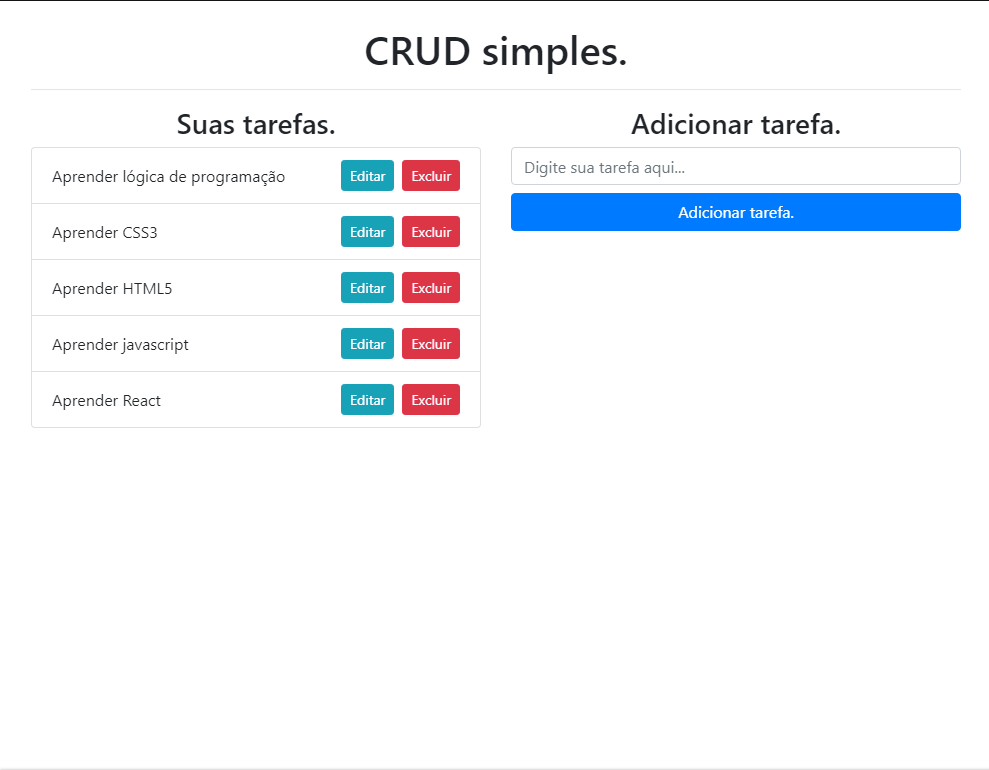 CRUD simples.
Suas tarefas.
Aprender lógica de programação Editar Excluir
Aprender CSS3 Editar Excluir
Aprender HTML5 Editar Excluir
Aprender javascript Editar Excluir
Aprender React Editar Excluir
Adicionar tarefa.
Digite sua tarefa aqui...
Adicionar tarefa.